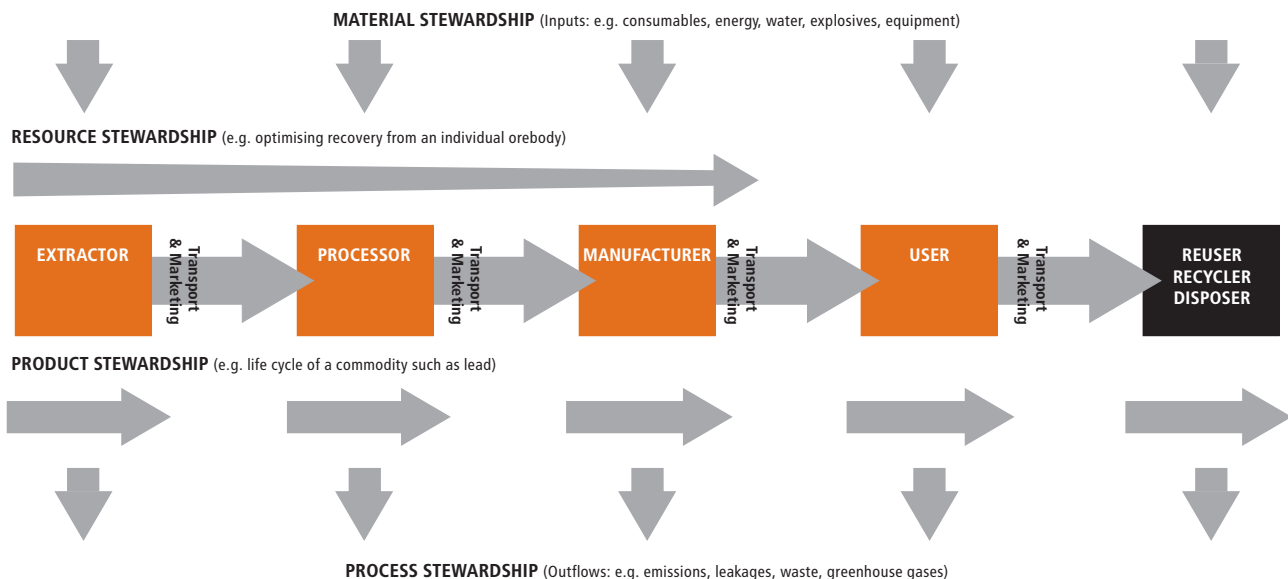 MATERIAL STEWARDSHIP (Inputs: e.g. consumables, energy, water, explosives, equipment)
RESOURCE STEWARDSHIP (e.g. optimising recovery from an individual orebody)
EXTRACTOR
Transport
& Marketing
PROCESSOR
Transport
& Marketing
MANUFACTURER
Transport
& Marketing
USER
Transport
& Marketing
REUSER
RECYCLER
DISPOSER
PRODUCT STEWARDSHIP (e.g. life cycle of a commodity such as lead)
PROCESS STEWARDSHIP (Outflows: e.g. emissions, leakages, waste, greenhouse gases)